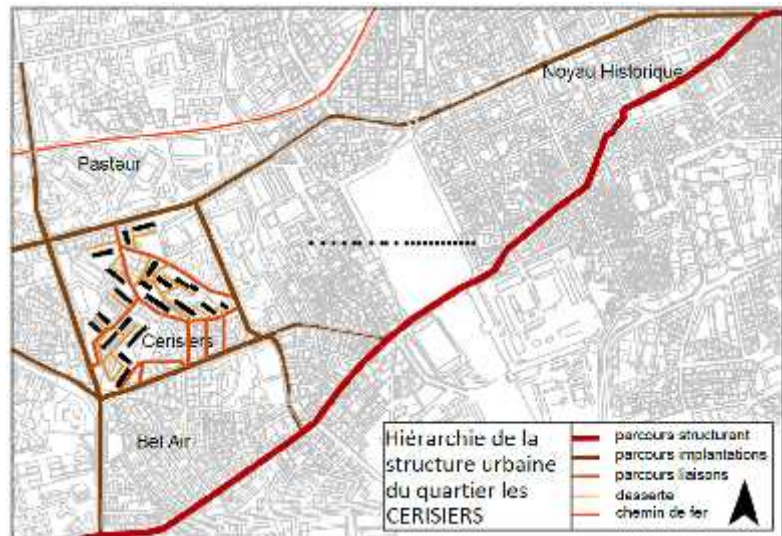 Noyau Historique
Pasteur
Cerisiers
Bel Air
Hiérarchie de la
structure urbaine
du quartier les
CERISIERS
parcours structurant
parcours implantations
parcours liaisons
desserte
chemin de fer